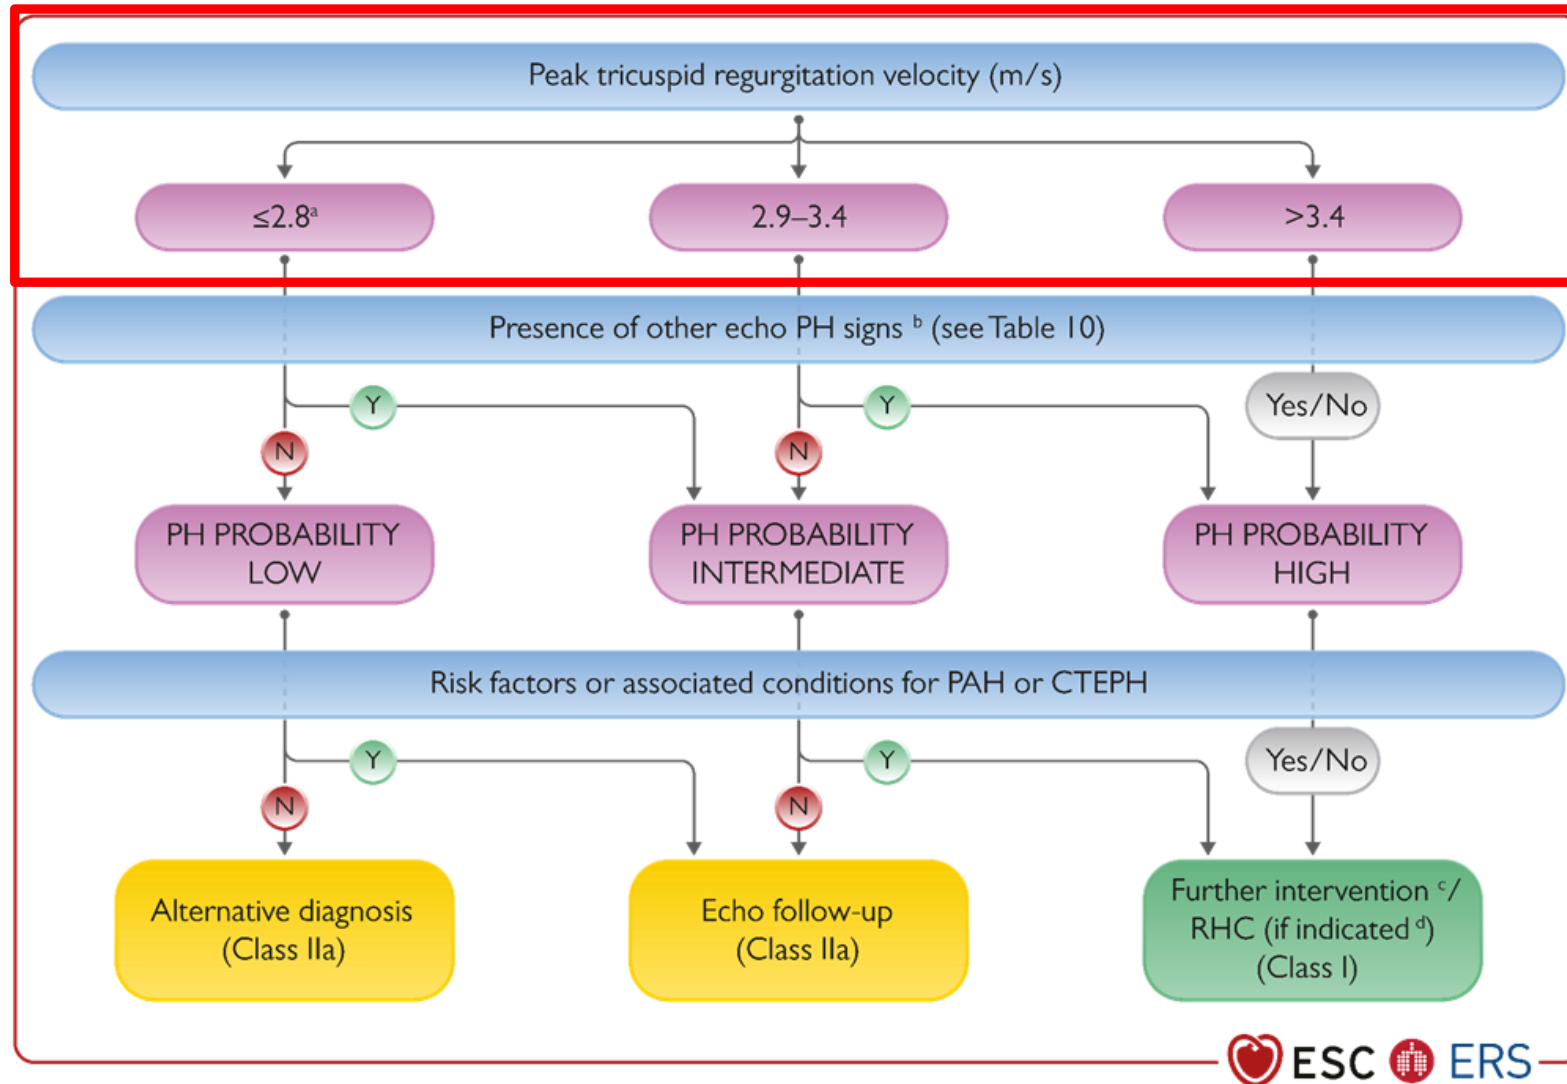 Peak tricuspid regurgitation velocity (m/s)
≤2.8ᵃ
2.9–3.4
>3.4
Presence of other echo PH signs ᵇ (see Table 10)
Y
Y
Yes/No
N
N
PH PROBABILITY
LOW
PH PROBABILITY
INTERMEDIATE
PH PROBABILITY
HIGH
Risk factors or associated conditions for PAH or CTEPH
Y
Y
Yes/No
N
N
Alternative diagnosis
(Class IIa)
Echo follow-up
(Class IIa)
Further intervention ᶜ/
RHC (if indicated ᵈ)
(Class I)
ESC ERS